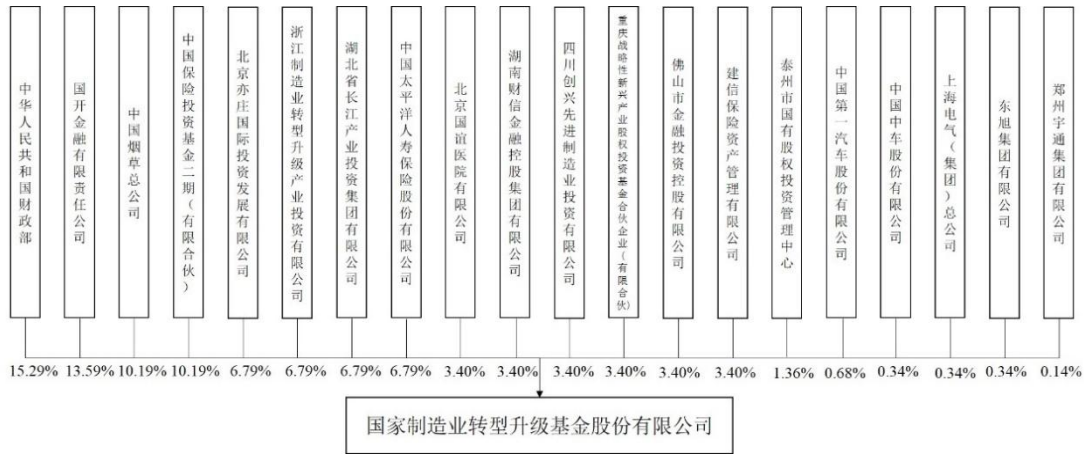 中华人民共和国财政部
国开金融有限责任公司
中国烟草总公司
中国保险投资基金二期（有限合伙）
北京亦庄国际投资发展有限公司
浙江制造业转型升级产业投资有限公司
湖北省长江产业投资集团有限公司
中国太平洋人寿保险股份有限公司
北京国谊医院有限公司
湖南财信金融控股集团有限公司
四川创兴先进制造业投资有限公司
重庆战略性新兴产业股权投资基金合伙企业（有限合伙）
佛山市金融投资控股有限公司
建信保险资产管理有限公司
泰州市国有股权投资管理中心
中国第一汽车股份有限公司
中国中车股份有限公司
上海电气（集团）总公司
东旭集团有限公司
郑州宇通集团有限公司
15.29% 13.59% 10.19% 10.19% 6.79% 6.79% 6.79% 6.79% 3.40% 3.40% 3.40% 3.40% 3.40% 3.40% 1.36% 0.68% 0.34% 0.34% 0.34% 0.14%
国家制造业转型升级基金股份有限公司